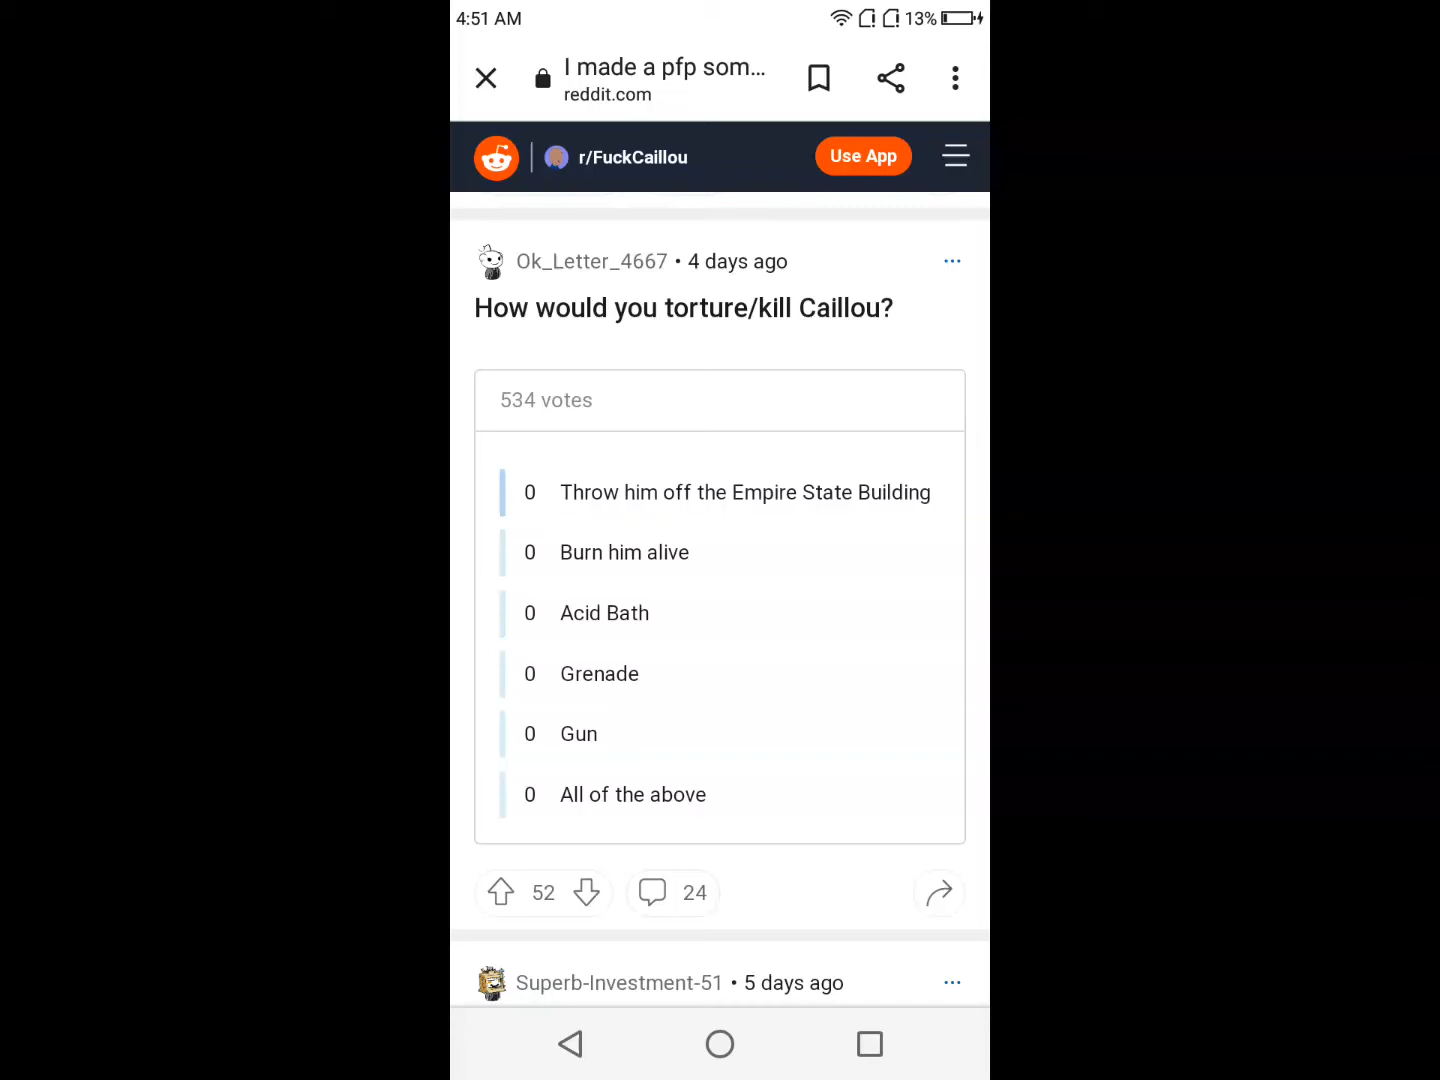 4:51 AM
13%
I made a pfp som...
reddit.com
r/FuckCaillou
Use App
Ok_Letter_4667 • 4 days ago
How would you torture/kill Caillou?
534 votes
0 Throw him off the Empire State Building
0 Burn him alive
0 Acid Bath
0 Grenade
0 Gun
0 All of the above
52
24
Superb-Investment-51 • 5 days ago